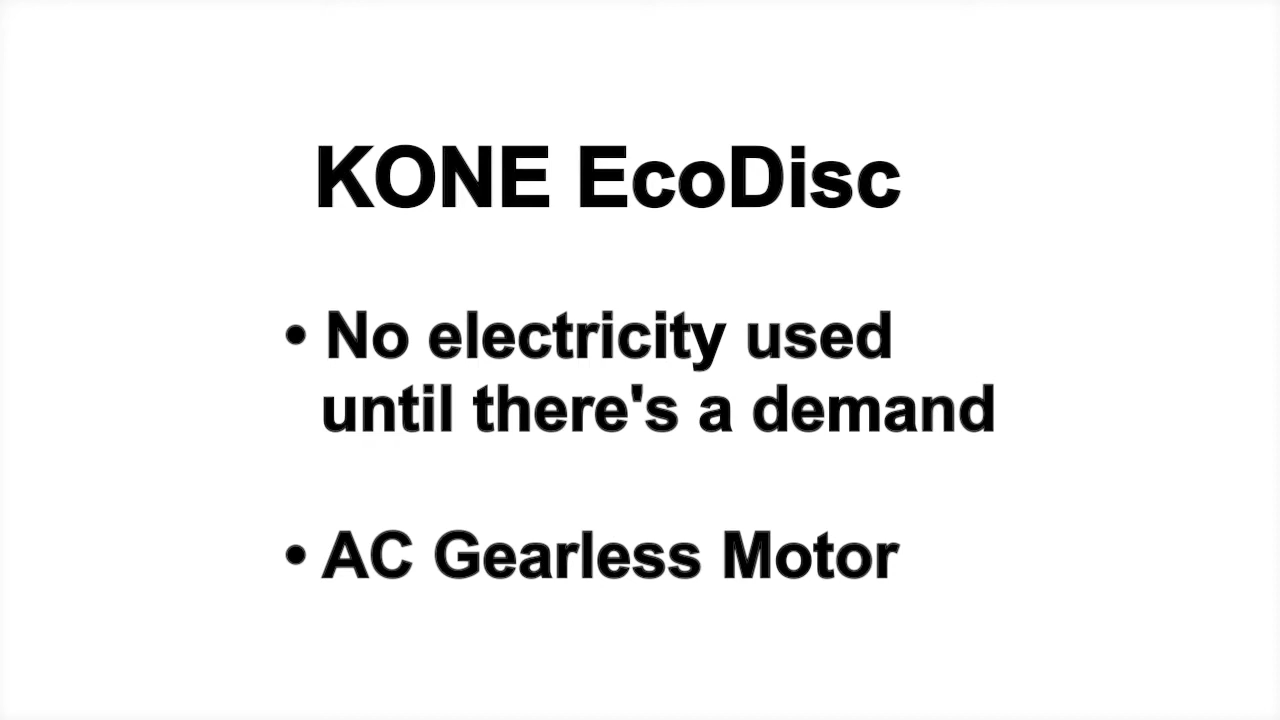 KONE EcoDisc
• No electricity used
until there's a demand
• AC Gearless Motor